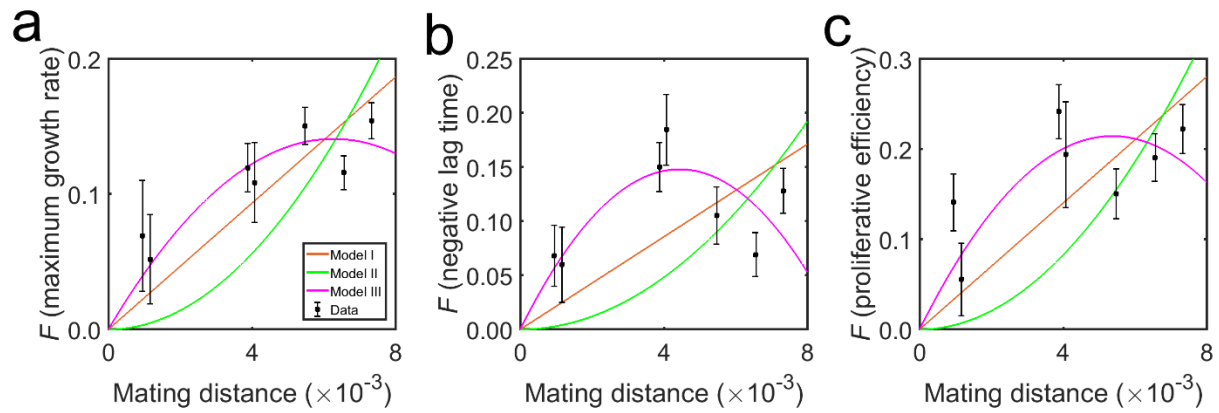 a
F (maximum growth rate)
0.2
0.1
0.0
0
4
8
Mating distance (×10⁻³)
Model I
Model II
Model III
Data
b
F (negative lag time)
0.25
0.20
0.15
0.10
0.05
0.00
0
4
8
Mating distance (×10⁻³)
c
F (proliferative efficiency)
0.3
0.2
0.1
0.0
0
4
8
Mating distance (×10⁻³)